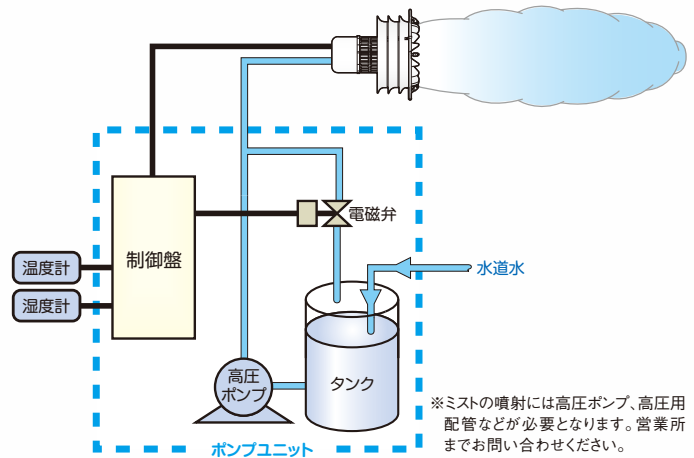 電磁弁
制御盤
温度計
湿度計
水道水
高圧
ポンプ
タンク
ポンプユニット
※ミストの噴射には高圧ポンプ、高圧用
配管などが必要となります。営業所
までお問い合わせください。